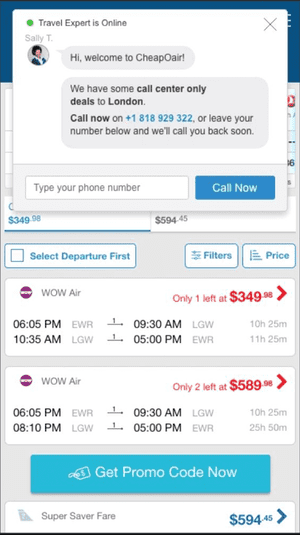 Travel Expert is Online
Sally T.
Hi, welcome to CheapOair!
We have some call center only
deals to London.
Call now on +1 818 929 322, or leave your
number below and we'll call you back soon.
Type your phone number
Call Now
$349.98
$594.45
Select Departure First
Filters
Price
WOW Air
Only 1 left at $349.98
06:05 PM EWR 1 09:30 AM LGW 10h 25m
10:35 AM LGW 1 05:00 PM EWR 11h 25m
WOW Air
Only 2 left at $589.98
06:05 PM EWR 1 09:30 AM LGW 10h 25m
08:10 PM LGW 1 05:00 PM EWR 25h 50m
Get Promo Code Now
Super Saver Fare
$594.45